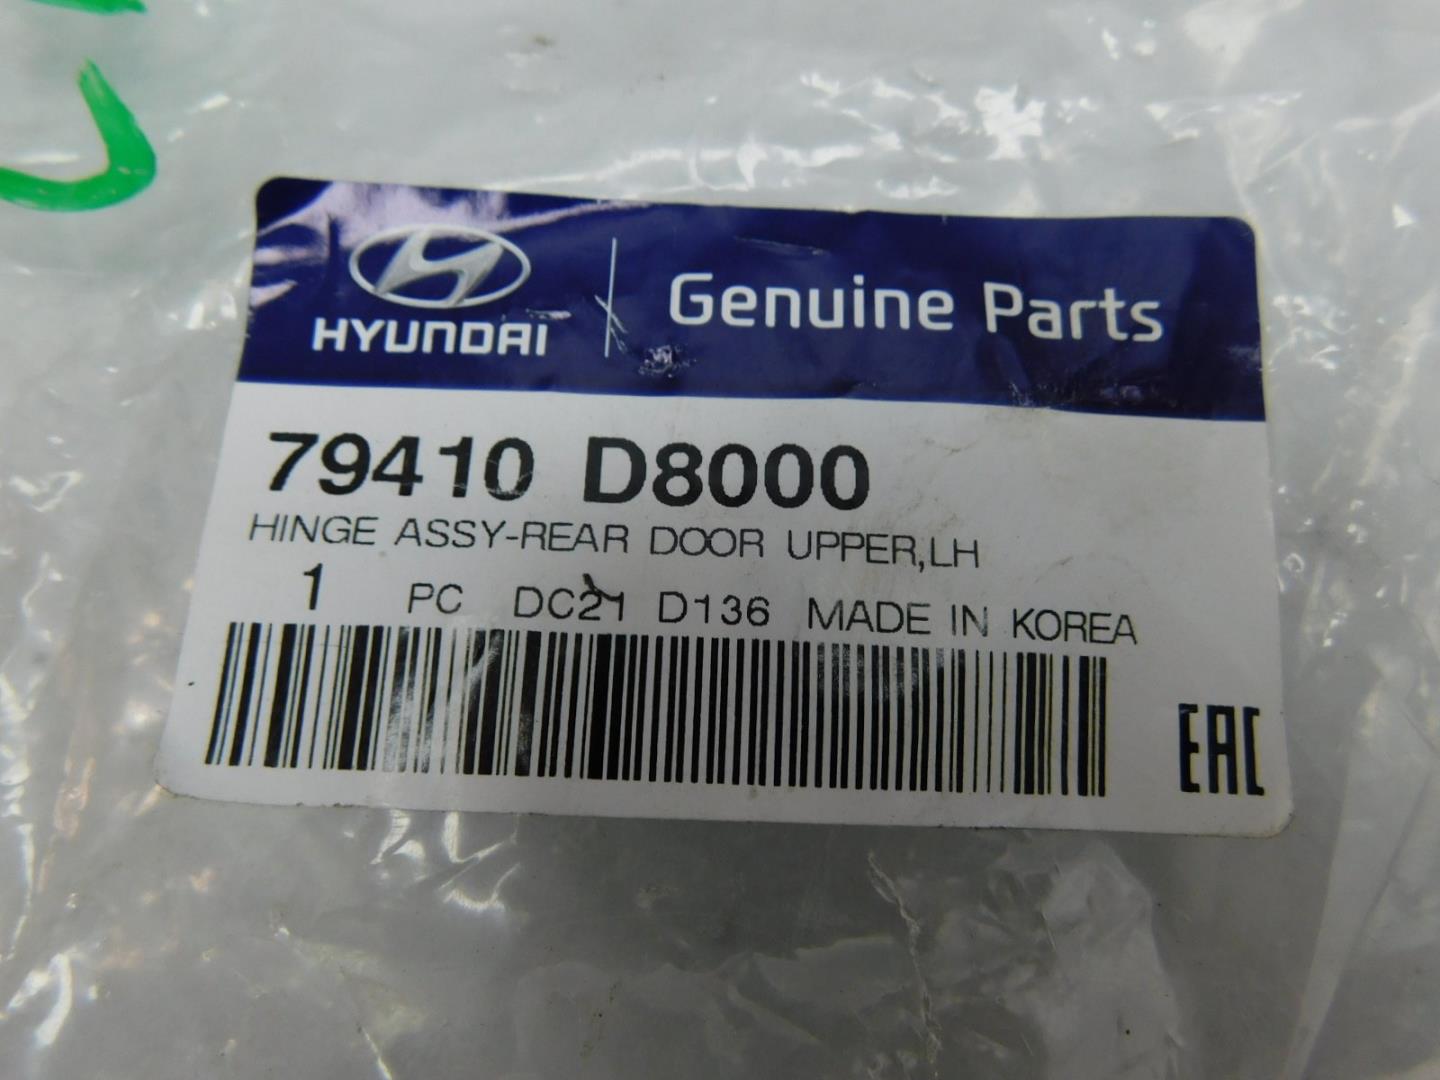 HYUNDAI
Genuine Parts
79410 D8000
HINGE ASSY-REAR DOOR UPPER,LH
1 PC DC21 D136 MADE IN KOREA
EAC